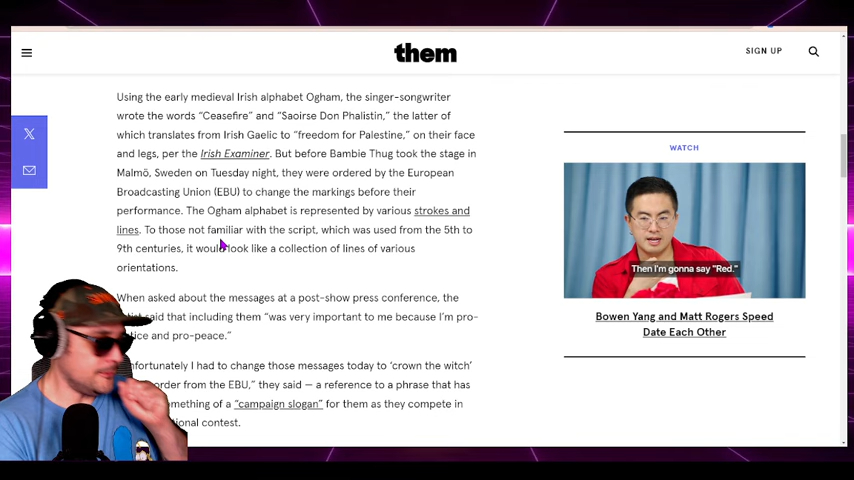 them
SIGN UP
Using the early medieval Irish alphabet Ogham, the singer-songwriter
wrote the words “Ceasefire” and “Saoirse Don Phalistin,” the latter of
which translates from Irish Gaelic to “freedom for Palestine,” on their face
and legs, per the Irish Examiner. But before Bambie Thug took the stage in
Malmö, Sweden on Tuesday night, they were ordered by the European
Broadcasting Union (EBU) to change the markings before their
performance. The Ogham alphabet is represented by various strokes and
lines. To those not familiar with the script, which was used from the 5th to
9th centuries, it would look like a collection of lines of various
orientations.
When asked about the messages at a post-show press conference, the
including them “was very important to me because I’m pro-
and pro-peace.”
I had to change those messages today to ‘crown the witch’
order from the EBU,” they said — a reference to a phrase that has
of a “campaign slogan” for them as they compete in
contest.
WATCH
Then I'm gonna say "Red."
Bowen Yang and Matt Rogers Speed
Date Each Other